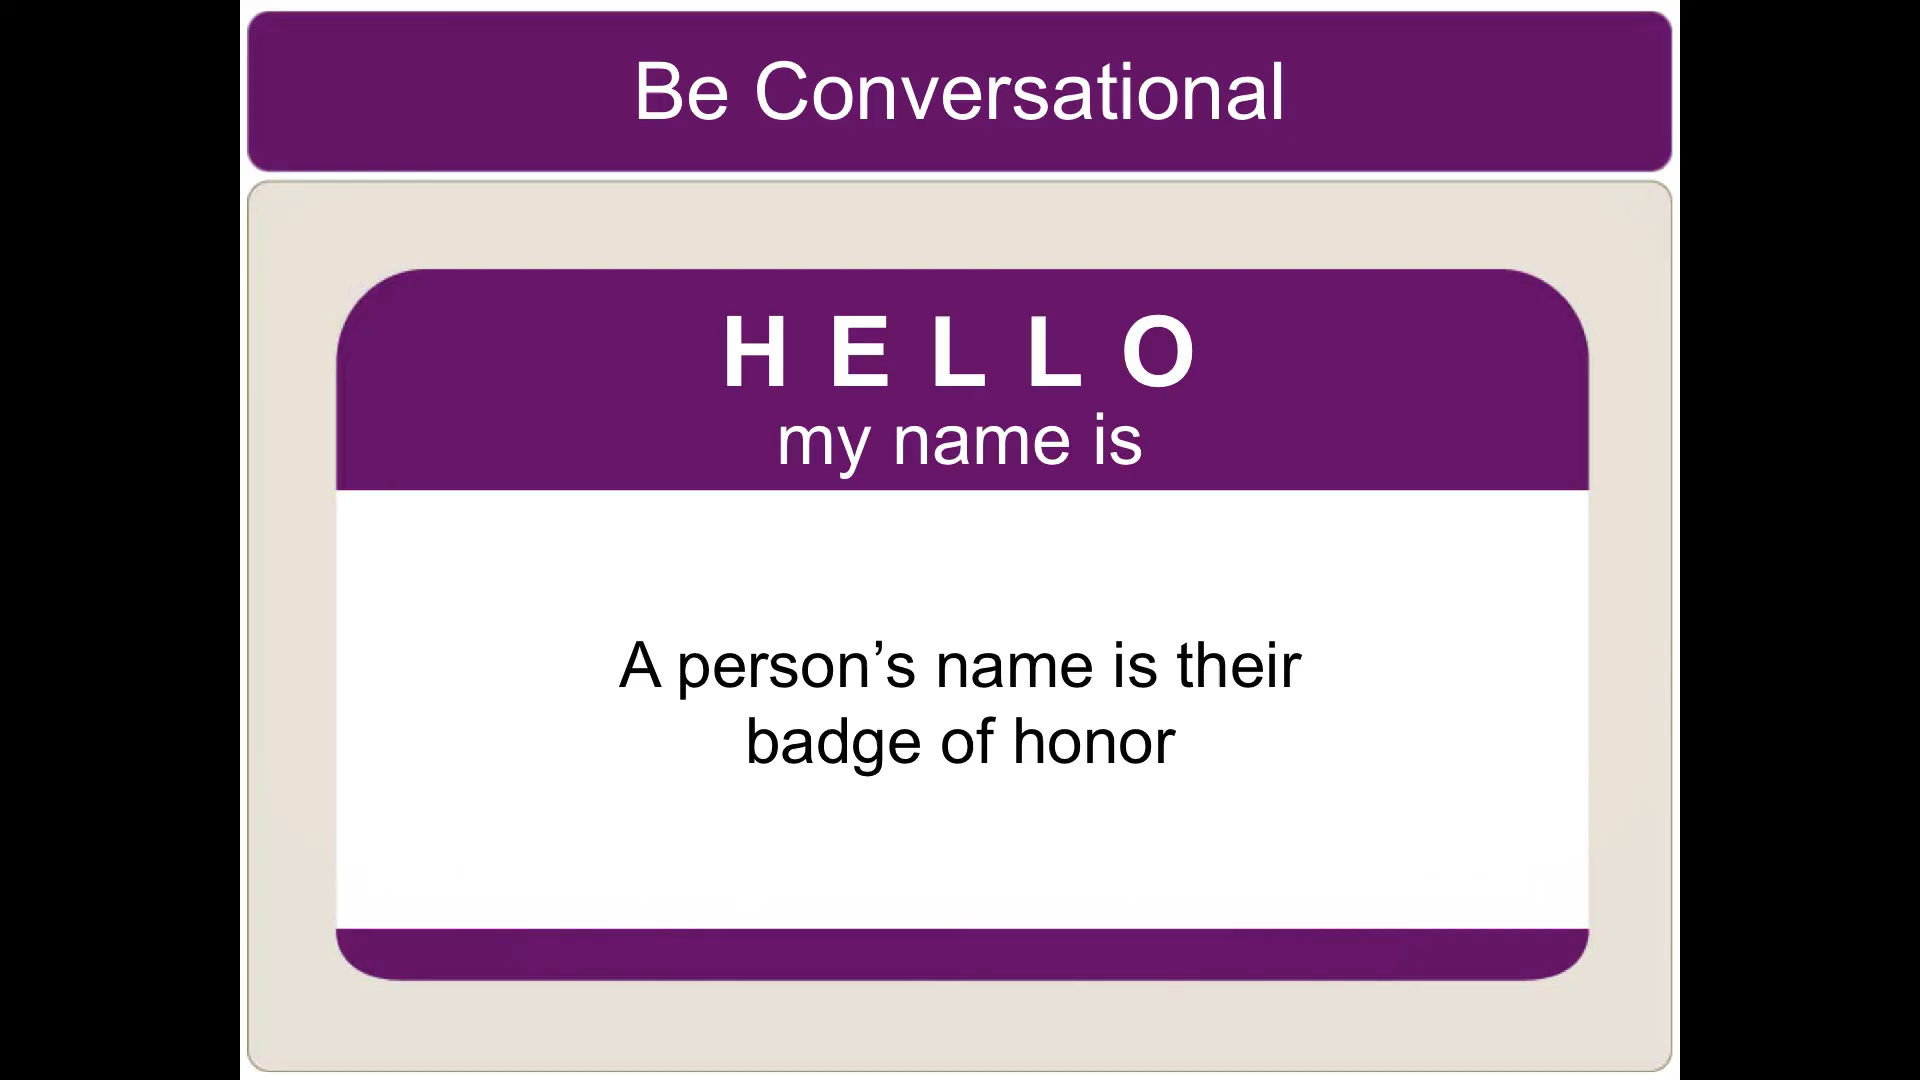 Be Conversational
H E L L O
my name is
A person’s name is their
badge of honor